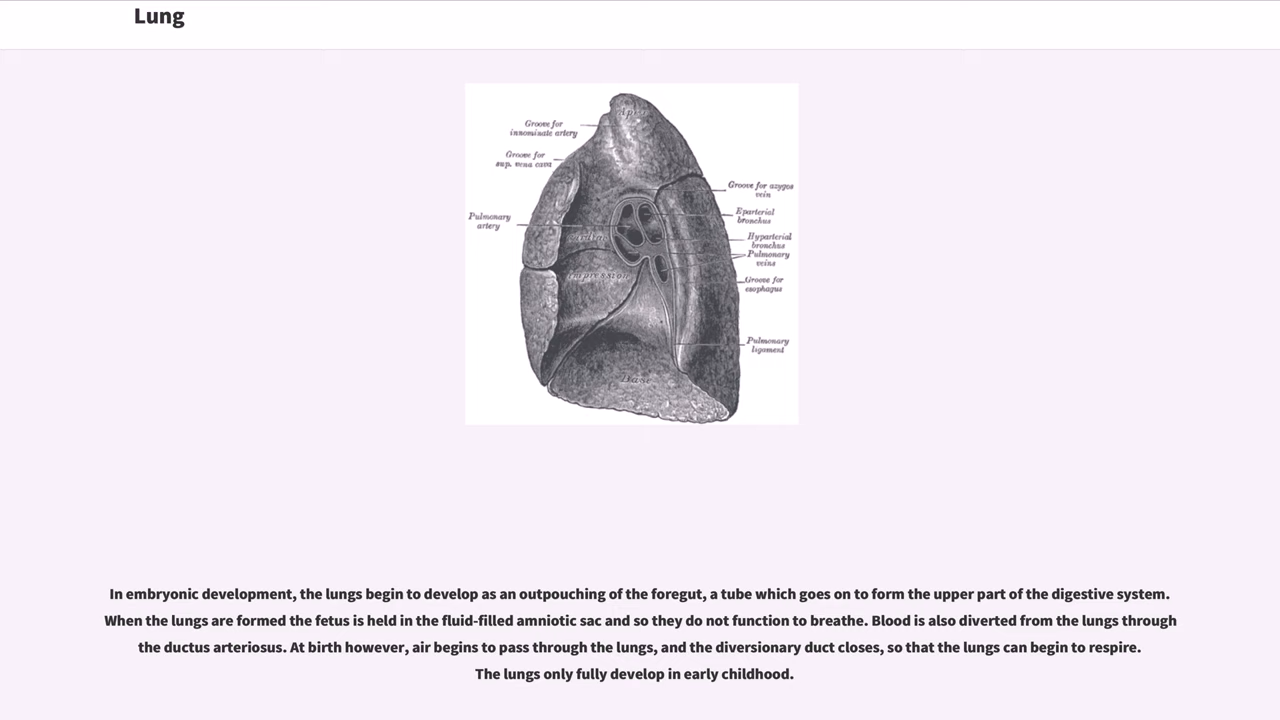 Lung
Apex
Groove for
innominate artery
Groove for
sup. vena cava
Groove for azygos
vein
Pulmonary
artery
Eparterial
bronchus
Cardiac
Hyparterial
bronchus
Pulmonary
veins
impression
Groove for
esophagus
Pulmonary
ligament
Base
In embryonic development, the lungs begin to develop as an outpouching of the foregut, a tube which goes on to form the upper part of the digestive system.
When the lungs are formed the fetus is held in the fluid-filled amniotic sac and so they do not function to breathe. Blood is also diverted from the lungs through
the ductus arteriosus. At birth however, air begins to pass through the lungs, and the diversionary duct closes, so that the lungs can begin to respire.
The lungs only fully develop in early childhood.